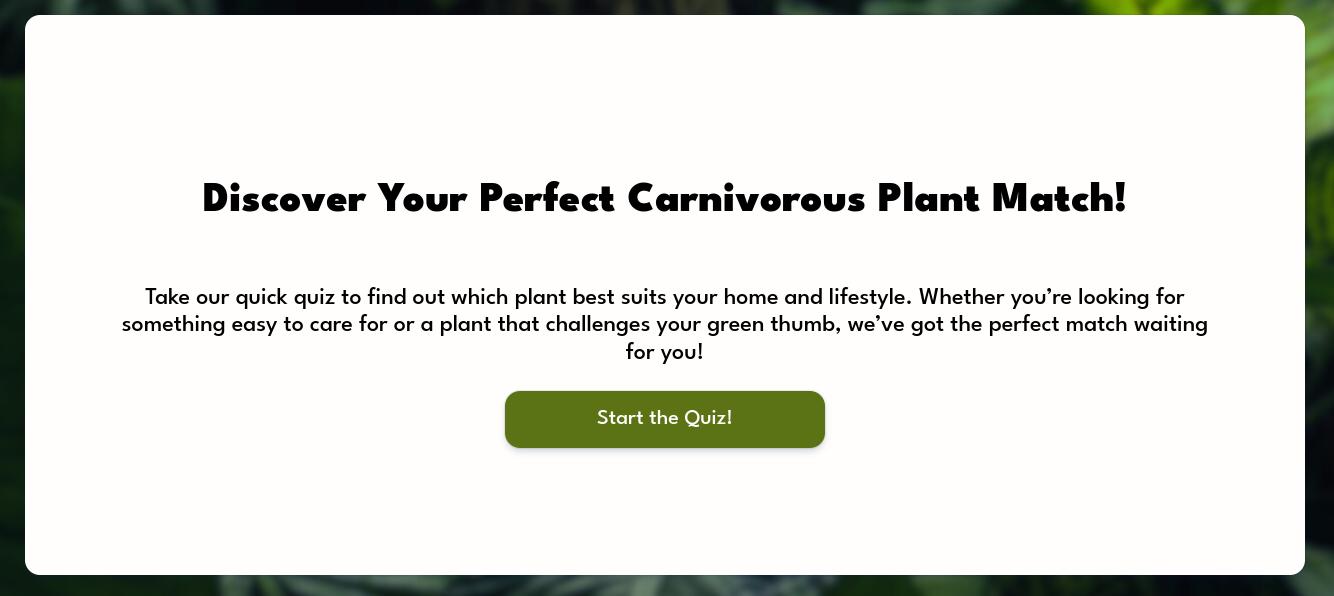 Discover Your Perfect Carnivorous Plant Match!
Take our quick quiz to find out which plant best suits your home and lifestyle. Whether you’re looking for
something easy to care for or a plant that challenges your green thumb, we’ve got the perfect match waiting
for you!
Start the Quiz!